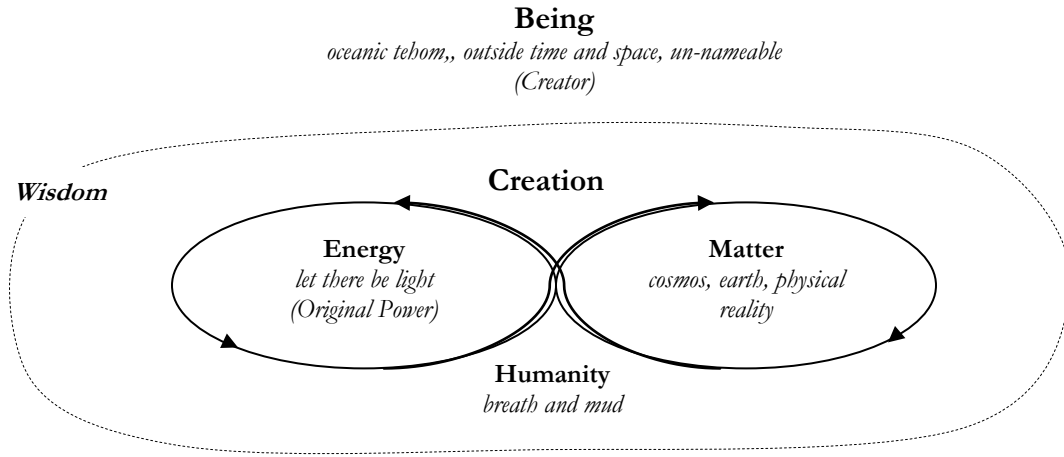 Being
oceanic tehom,, outside time and space, un-nameable
(Creator)
Wisdom
Creation
Energy
let there be light
(Original Power)
Matter
cosmos, earth, physical
reality
Humanity
breath and mud